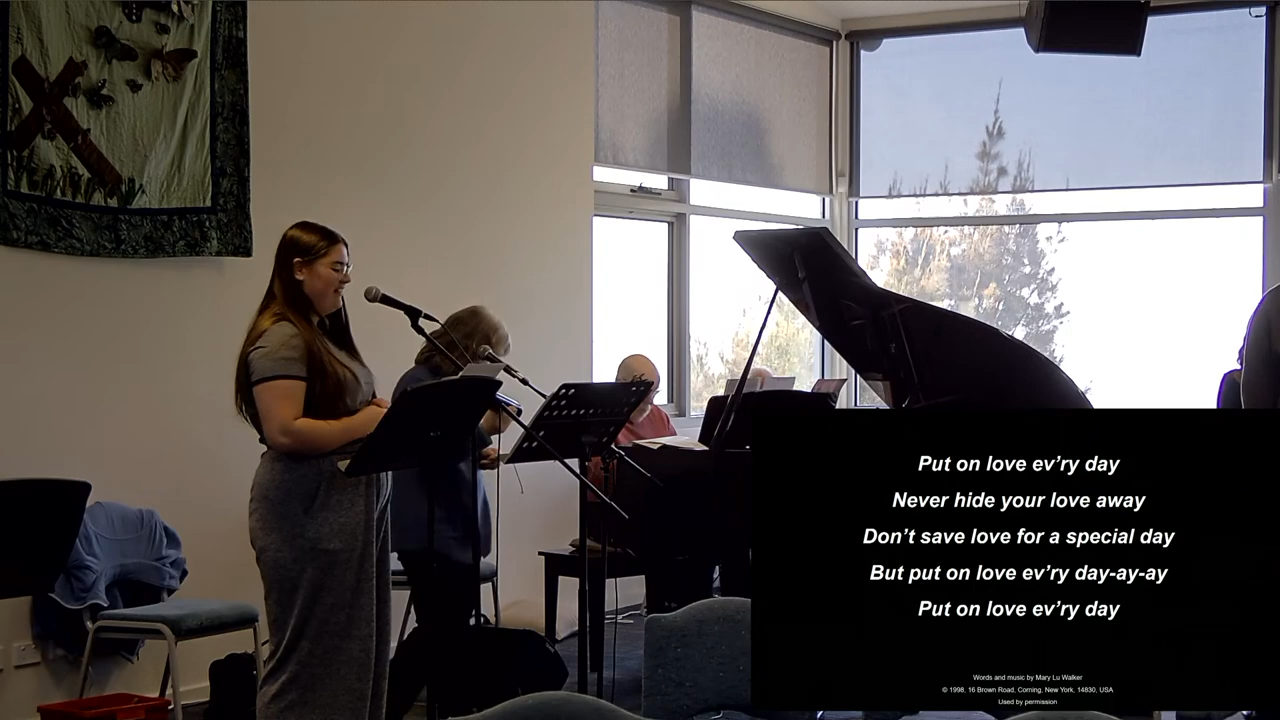 Put on love ev’ry day
Never hide your love away
Don’t save love for a special day
But put on love ev’ry day-ay-ay
Put on love ev’ry day
Words and music by Mary Lu Walker
© 1998, 16 Brown Road, Corning, New York, 14830, USA
Used by permission